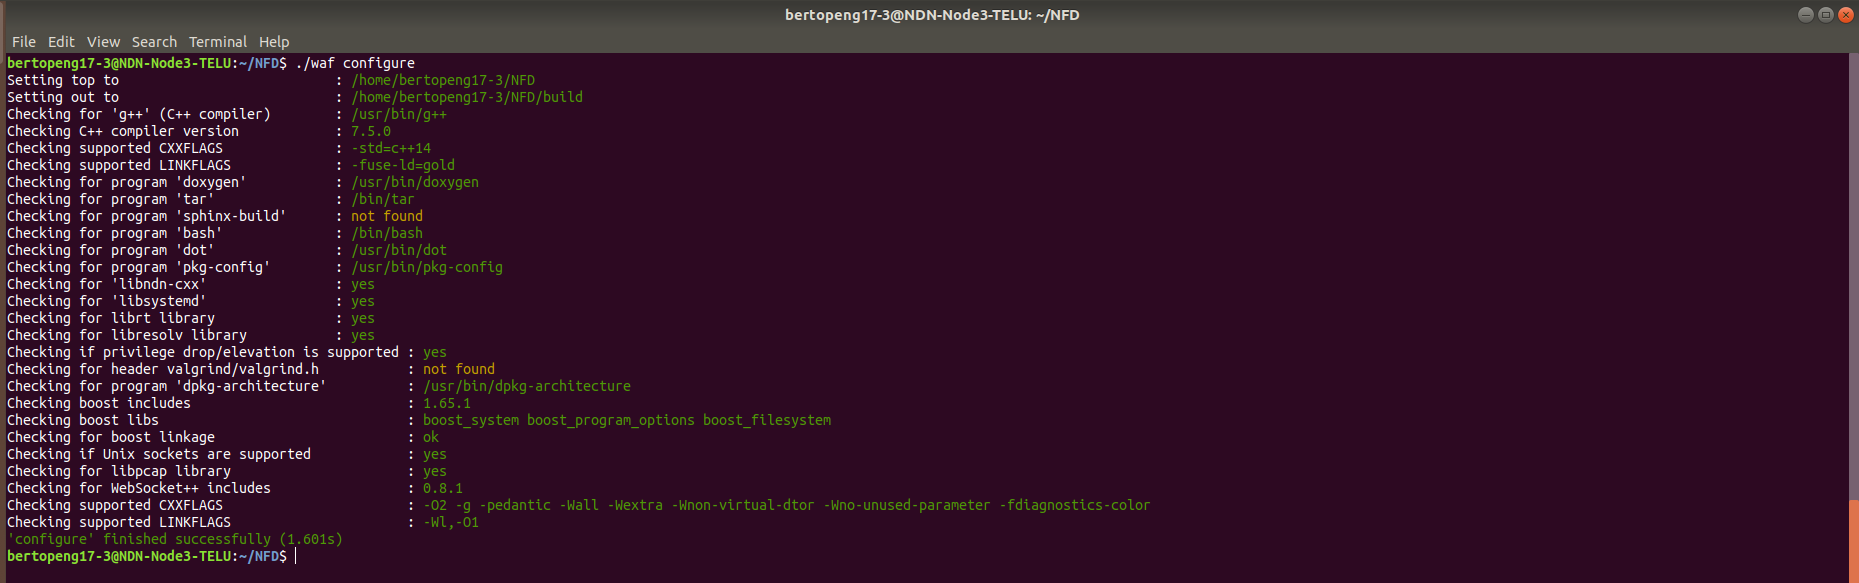 bertopeng17-3@NDN-Node3-TELU: ~/NFD
File Edit View Search Terminal Help
bertopeng17-3@NDN-Node3-TELU:~/NFD$ ./waf configure
Setting top to : /home/bertopeng17-3/NFD
Setting out to : /home/bertopeng17-3/NFD/build
Checking for 'g++' (C++ compiler) : /usr/bin/g++
Checking C++ compiler version : 7.5.0
Checking supported CXXFLAGS : -std=c++14
Checking supported LINKFLAGS : -fuse-ld=gold
Checking for program 'doxygen' : /usr/bin/doxygen
Checking for program 'tar' : /bin/tar
Checking for program 'sphinx-build' : not found
Checking for program 'bash' : /bin/bash
Checking for program 'dot' : /usr/bin/dot
Checking for program 'pkg-config' : /usr/bin/pkg-config
Checking for 'libndn-cxx' : yes
Checking for 'libsystemd' : yes
Checking for librt library : yes
Checking for libresolv library : yes
Checking if privilege drop/elevation is supported : yes
Checking for header valgrind/valgrind.h : not found
Checking for program 'dpkg-architecture' : /usr/bin/dpkg-architecture
Checking boost includes : 1.65.1
Checking boost libs : boost_system boost_program_options boost_filesystem
Checking for boost linkage : ok
Checking if Unix sockets are supported : yes
Checking for libpcap library : yes
Checking for WebSocket++ includes : 0.8.1
Checking supported CXXFLAGS : -O2 -g -pedantic -Wall -Wextra -Wnon-virtual-dtor -Wno-unused-parameter -fdiagnostics-color
Checking supported LINKFLAGS : -Wl,-O1
'configure' finished successfully (1.601s)
bertopeng17-3@NDN-Node3-TELU:~/NFD$